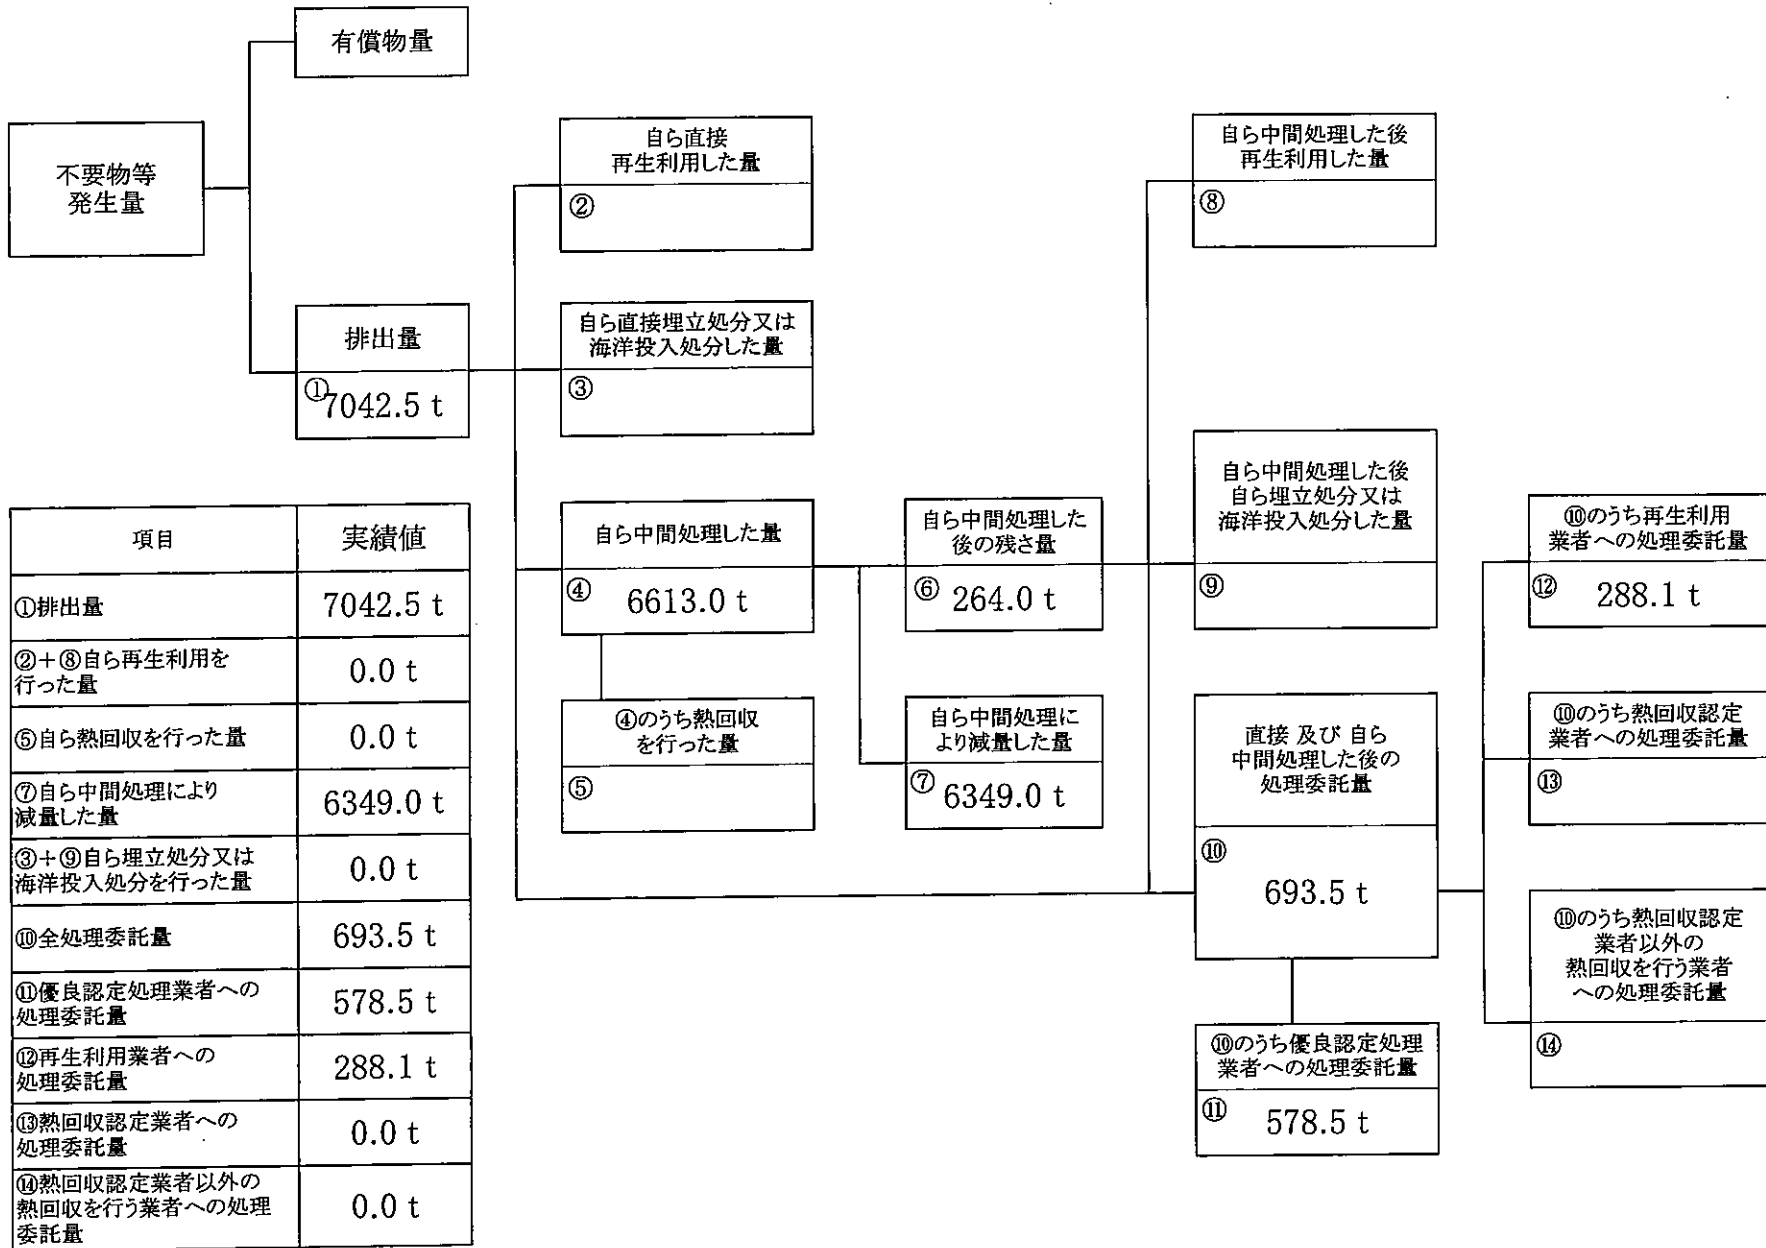 有償物量
不要物等
発生量
排出量
①7042.5 t
自ら直接
再生利用した量
②
自ら直接埋立処分又は
海洋投入処分した量
③
自ら中間処理した量
④ 6613.0 t
④のうち熱回収
を行った量
⑤
自ら中間処理した
後の残さ量
⑥ 264.0 t
自ら中間処理に
より減量した量
⑦ 6349.0 t
自ら中間処理した後
再生利用した量
⑧
自ら中間処理した後
自ら埋立処分又は
海洋投入処分した量
⑨
直接 及び 自ら
中間処理した後の
処理委託量
⑩
693.5 t
⑩のうち優良認定処理
業者への処理委託量
⑪ 578.5 t
⑩のうち再生利用
業者への処理委託量
⑫ 288.1 t
⑩のうち熱回収認定
業者への処理委託量
⑬
⑩のうち熱回収認定
業者以外の
熱回収を行う業者
への処理委託量
⑭
項目 実績値
①排出量 7042.5 t
②+⑧自ら再生利用を
行った量 0.0 t
⑤自ら熱回収を行った量 0.0 t
⑦自ら中間処理により
減量した量 6349.0 t
③+⑨自ら埋立処分又は
海洋投入処分を行った量 0.0 t
⑩全処理委託量 693.5 t
⑪優良認定処理業者への
処理委託量 578.5 t
⑫再生利用業者への
処理委託量 288.1 t
⑬熱回収認定業者への
処理委託量 0.0 t
⑭熱回収認定業者以外の
熱回収を行う業者への処理
委託量 0.0 t